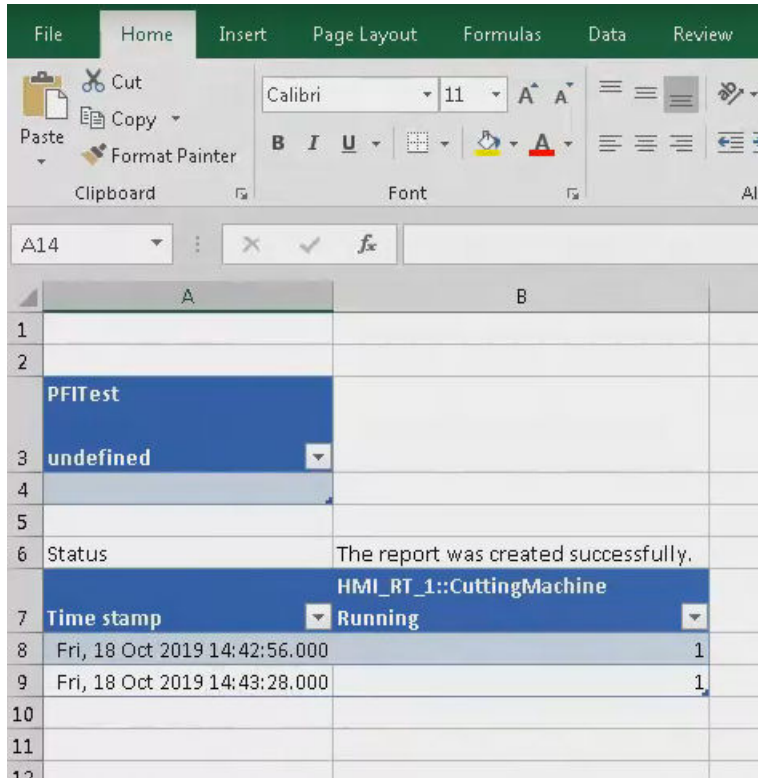 File Home Insert Page Layout Formulas Data Review
Cut
Copy
Paste
Format Painter
Calibri 11 A A
B I U A
Clipboard Font Al
A14 fx
A B
1
2
PFITest
3 undefined
4
5
6 Status The report was created successfully.
HMI_RT_1::CuttingMachine
7 Time stamp Running
8 Fri, 18 Oct 2019 14:42:56.000 1
9 Fri, 18 Oct 2019 14:43:28.000 1
10
11
12